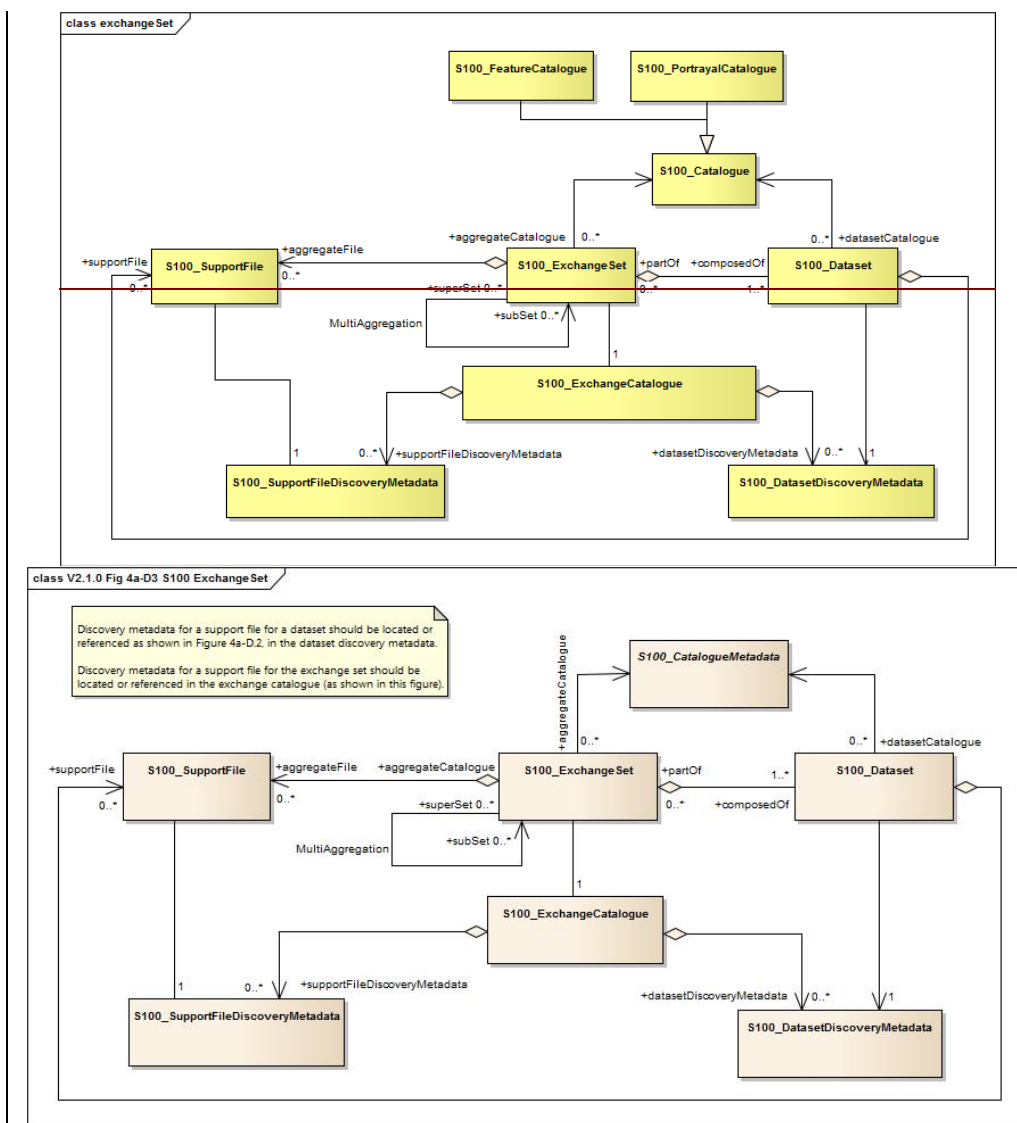 class exchangeSet
S100_FeatureCatalogue
S100_PortrayalCatalogue
S100_Catalogue
+aggregateCatalogue
0..*
0..*
+datasetCatalogue
+supportFile
0..*
S100_SupportFile
+aggregateFile
0..*
S100_ExchangeSet
+partOf
0..*
+composedOf
1..*
S100_Dataset
+superSet 0..*
+subSet 0..*
MultiAggregation
1
S100_ExchangeCatalogue
1
0..*
+supportFileDiscoveryMetadata
+datasetDiscoveryMetadata
0..*
1
S100_SupportFileDiscoveryMetadata
S100_DatasetDiscoveryMetadata
class V2.1.0 Fig 4a-D3 S100 ExchangeSet
Discovery metadata for a support file for a dataset should be located or
referenced as shown in Figure 4a-D.2, in the dataset discovery metadata.
Discovery metadata for a support file for the exchange set should be
located or referenced in the exchange catalogue (as shown in this figure).
S100_CatalogueMetadata
+aggregateCatalogue
0..*
0..*
+datasetCatalogue
+supportFile
0..*
S100_SupportFile
+aggregateFile
0..*
+aggregateCatalogue
S100_ExchangeSet
+partOf
0..*
1..*
+composedOf
S100_Dataset
+superSet 0..*
+subSet 0..*
MultiAggregation
1
S100_ExchangeCatalogue
1
0..*
+supportFileDiscoveryMetadata
+datasetDiscoveryMetadata
0..*
1
S100_SupportFileDiscoveryMetadata
S100_DatasetDiscoveryMetadata